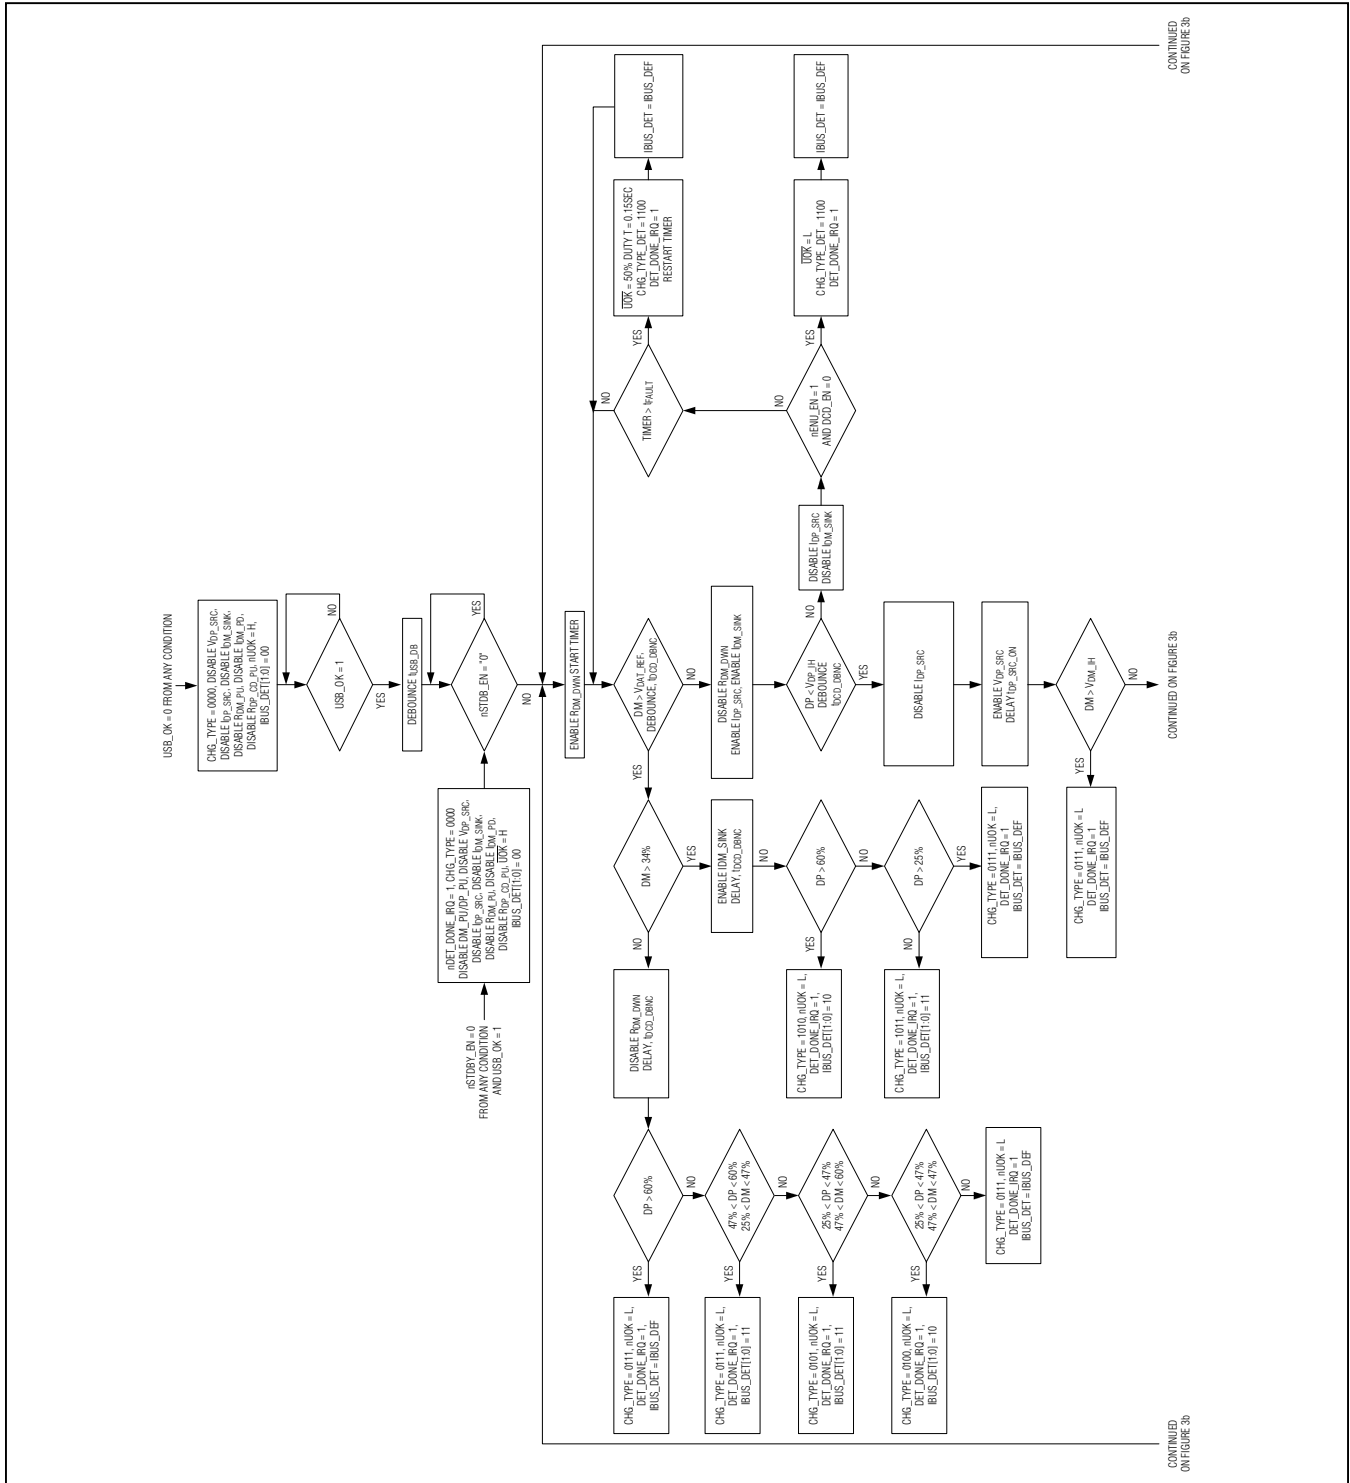 USB_OK = 0 FROM ANY CONDITION
CHG_TYPE = 0000, DISABLE VDP_SRC,
DISABLE IDP_SRC, DISABLE IDM_SINK,
DISABLE RDM_PU, DISABLE IDM_PD,
DISABLE RDP_CD_PU, nUOK = H,
IBUS_DET[1:0] = 00
USB_OK = 1
NO
YES
DEBOUNCE tUSB_DB
nSTDB_EN = "0"
YES
NO
nDET_DONE_IRQ = 1, CHG_TYPE = 0000
DISABLE DM_PU/DP_PU, DISABLE VDP_SRC,
DISABLE IDP_SRC, DISABLE IDM_SINK,
DISABLE RDM_PU, DISABLE IDM_PD,
DISABLE RDP_CD_PU, UOK = H
IBUS_DET[1:0] = 00
nSTDBY_EN = 0
FROM ANY CONDITION
AND USB_OK = 1
ENABLE RDM_DWN START TIMER
DM > VDAT_REF,
DEBOUNCE, tDCD_DBNC
YES
NO
DISABLE RDM_DWN
ENABLE IDP_SRC, ENABLE IDM_SINK
DP < VDP_IH
DEBOUNCE
tDCD_DBNC
NO
YES
DISABLE IDP_SRC
DISABLE IDM_SINK
nENU_EN = 1
AND DCD_EN = 0
NO
YES
UOK = L
CHG_TYPE_DET = 1100
DET_DONE_IRQ = 1
IBUS_DET = IBUS_DEF
TIMER > tFAULT
NO
YES
UOK = 50% DUTY T = 0.15SEC
CHG_TYPE_DET = 1100
DET_DONE_IRQ = 1
RESTART TIMER
IBUS_DET = IBUS_DEF
DISABLE IDP_SRC
ENABLE VDP_SRC
DELAY tDP_SRC_ON
DM > VDM_IH
YES
NO
CHG_TYPE = 0111, nUOK = L
DET_DONE_IRQ = 1
IBUS_DET = IBUS_DEF
CONTINUED ON FIGURE 3b
DM > 34%
YES
NO
ENABLE IDM_SINK
DELAY, tDCD_DBNC
NO
DP > 60%
YES
NO
CHG_TYPE = 1010, nUOK = L,
DET_DONE_IRQ = 1,
IBUS_DET[1:0] = 10
DP > 25%
NO
YES
CHG_TYPE = 1011, nUOK = L,
DET_DONE_IRQ = 1,
IBUS_DET[1:0] = 11
CHG_TYPE = 0111, nUOK = L,
DET_DONE_IRQ = 1
IBUS_DET = IBUS_DEF
DISABLE RDM_DWN
DELAY, tDCD_DBNC
DP > 60%
YES
NO
CHG_TYPE = 0111, nUOK = L,
DET_DONE_IRQ = 1,
IBUS_DET = IBUS_DEF
47% < DP < 60%
25% < DM < 47%
YES
NO
CHG_TYPE = 0111, nUOK = L,
DET_DONE_IRQ = 1,
IBUS_DET[1:0] = 11
25% < DP < 47%
47% < DM < 60%
YES
NO
CHG_TYPE = 0101, nUOK = L,
DET_DONE_IRQ = 1,
IBUS_DET[1:0] = 11
25% < DP < 47%
47% < DM < 47%
YES
NO
CHG_TYPE = 0100, nUOK = L,
DET_DONE_IRQ = 1,
IBUS_DET[1:0] = 10
CHG_TYPE = 0111, nUOK = L
DET_DONE_IRQ = 1
IBUS_DET = IBUS_DEF
CONTINUED
ON FIGURE 3b
CONTINUED
ON FIGURE 3b